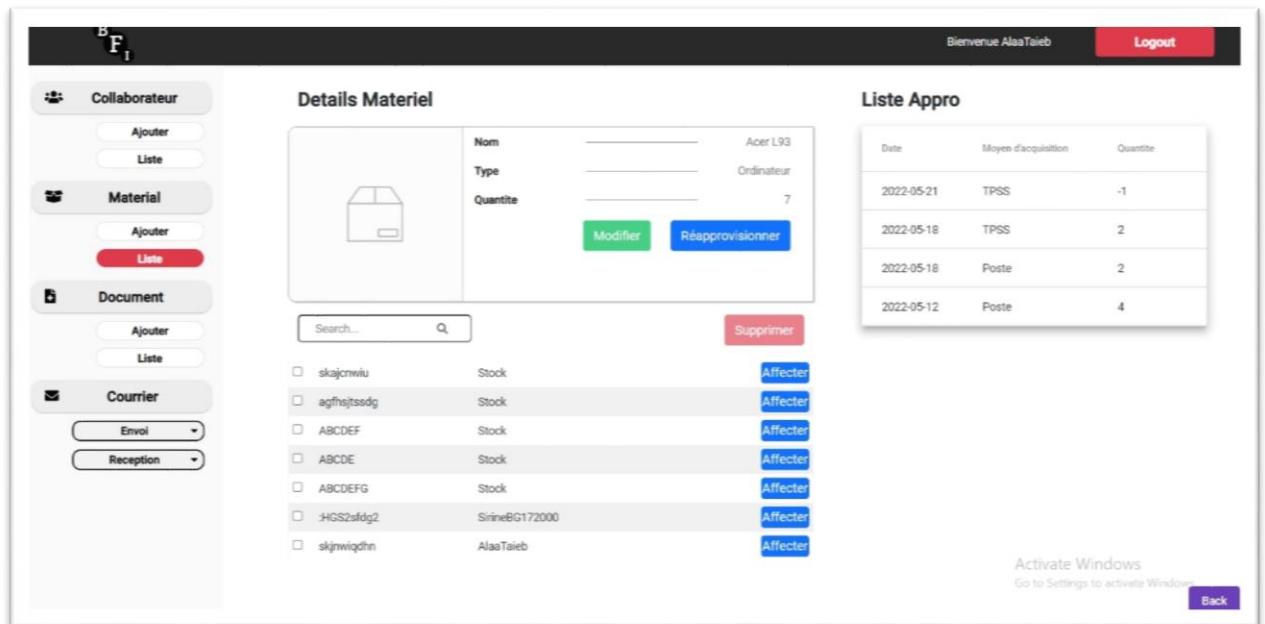 B
F
I
Bienvenue AlaaTaieb
Logout
Collaborateur
Ajouter
Liste
Material
Ajouter
Liste
Document
Ajouter
Liste
Courrier
Envoi
Reception
Details Materiel
Nom Acer L93
Type Ordinateur
Quantite 7
Modifier Réapprovisionner
Search...
Supprimer
skajcnwiu Stock Affecter
agfhsjtssdg Stock Affecter
ABCDEF Stock Affecter
ABCDE Stock Affecter
ABCDEFG Stock Affecter
:HGS2sfdg2 SirineBG172000 Affecter
skjnwiqdhn AlaaTaieb Affecter
Liste Appro
Date Moyen d'acquisition Quantite
2022-05-21 TPSS -1
2022-05-18 TPSS 2
2022-05-18 Poste 2
2022-05-12 Poste 4
Activate Windows
Go to Settings to activate Windows.
Back